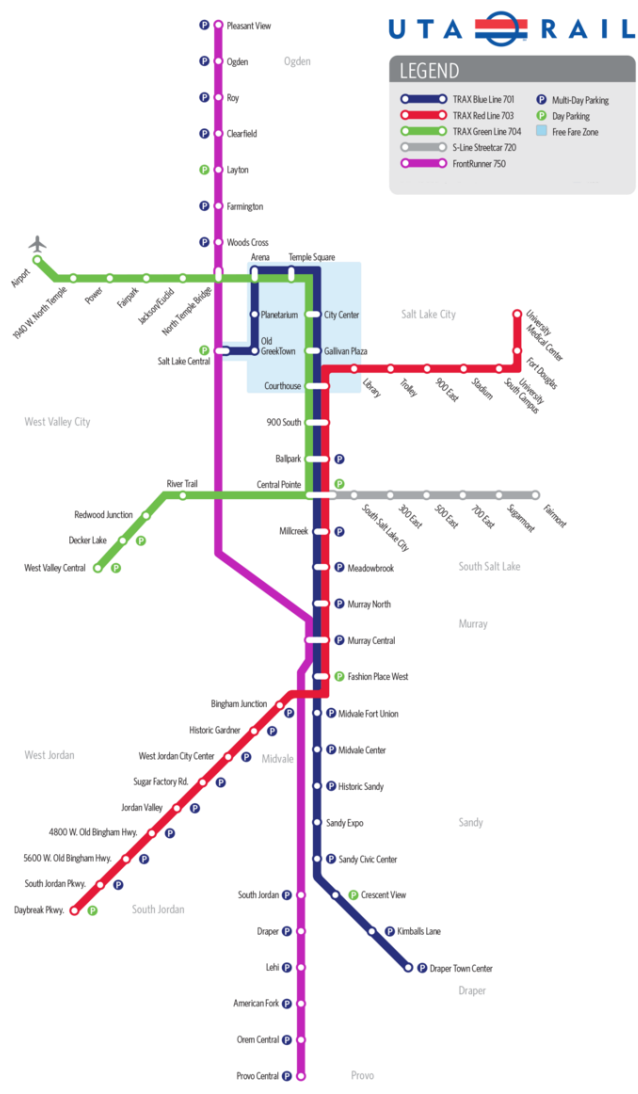 UTA RAIL
LEGEND
TRAX Blue Line 701
TRAX Red Line 703
TRAX Green Line 704
S-Line Streetcar 720
FrontRunner 750
P Multi-Day Parking
P Day Parking
Free Fare Zone
P Pleasant View
P Ogden
Ogden
P Roy
P Clearfield
P Layton
P Farmington
P Woods Cross
Airport
1940 W. North Temple
Power
Fairpark
Jackson/Euclid
North Temple Bridge
Arena
Temple Square
Planetarium
City Center
Salt Lake City
Old
GreekTown
Gallivan Plaza
P
Salt Lake Central
Courthouse
Library
Trolley
900 East
Stadium
University
South Campus
Fort Douglas
University
Medical Center
West Valley City
900 South
Ballpark P
Central Pointe P
River Trail
Redwood Junction
Decker Lake P
West Valley Central P
South Salt Lake City
300 East
500 East
700 East
Sugarmont
Fairmont
Millcreek P
P Meadowbrook
South Salt Lake
P Murray North
Murray
P Murray Central
P Fashion Place West
Bingham Junction P
P Midvale Fort Union
Historic Gardner P
West Jordan
West Jordan City Center P
Midvale
P Midvale Center
Sugar Factory Rd. P
P Historic Sandy
Jordan Valley P
Sandy Expo
Sandy
4800 W. Old Bingham Hwy. P
5600 W. Old Bingham Hwy. P
P Sandy Civic Center
South Jordan Pkwy. P
Daybreak Pkwy. P
South Jordan
South Jordan P
P Crescent View
Draper P
P Kimballs Lane
Lehi P
P Draper Town Center
Draper
American Fork P
Orem Central P
Provo Central P
Provo